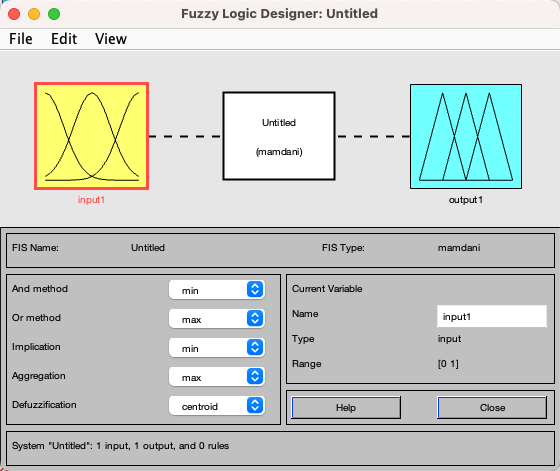 Fuzzy Logic Designer: Untitled
File Edit View
Untitled
(mamdani)
input1
output1
FIS Name: Untitled FIS Type: mamdani
And method min
Or method max
Implication min
Aggregation max
Defuzzification centroid
Current Variable
Name input1
Type input
Range [0 1]
Help Close
System "Untitled": 1 input, 1 output, and 0 rules